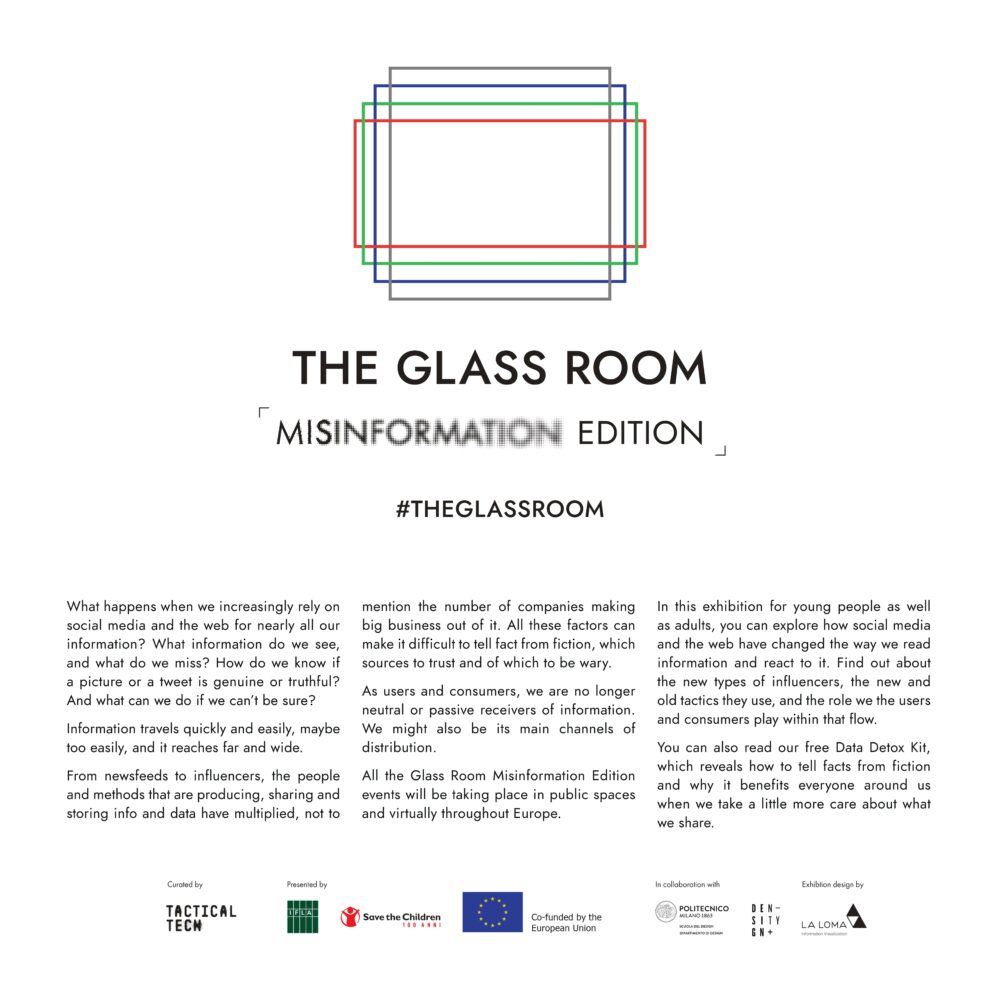 THE GLASS ROOM
MISINFORMATION EDITION
#THEGLASSROOM
What happens when we increasingly rely on
social media and the web for nearly all our
information? What information do we see,
and what do we miss? How do we know if
a picture or a tweet is genuine or truthful?
And what can we do if we can't be sure?
Information travels quickly and easily, maybe
too easily, and it reaches far and wide.
From newsfeeds to influencers, the people
and methods that are producing, sharing and
storing info and data have multiplied, not to
mention the number of companies making
big business out of it. All these factors can
make it difficult to tell fact from fiction, which
sources to trust and of which to be wary.
As users and consumers, we are no longer
neutral or passive receivers of information.
We might also be its main channels of
distribution.
All the Glass Room Misinformation Edition
events will be taking place in public spaces
and virtually throughout Europe.
In this exhibition for young people as well
as adults, you can explore how social media
and the web have changed the way we read
information and react to it. Find out about
the new types of influencers, the new and
old tactics they use, and the role we the users
and consumers play within that flow.
You can also read our free Data Detox Kit,
which reveals how to tell facts from fiction
and why it benefits everyone around us
when we take a little more care about what
we share.
Curated by
TACTICAL
TECH
Presented by
IFLA
Save the Children
100 ANNI
Co-funded by the
European Union
In collaboration with
POLITECNICO
MILANO 1863
SCUOLA DEL DESIGN
DIPARTIMENTO DI DESIGN
DEN-
SITY
GN+
Exhibtion design by
LA LOMA
information visualization